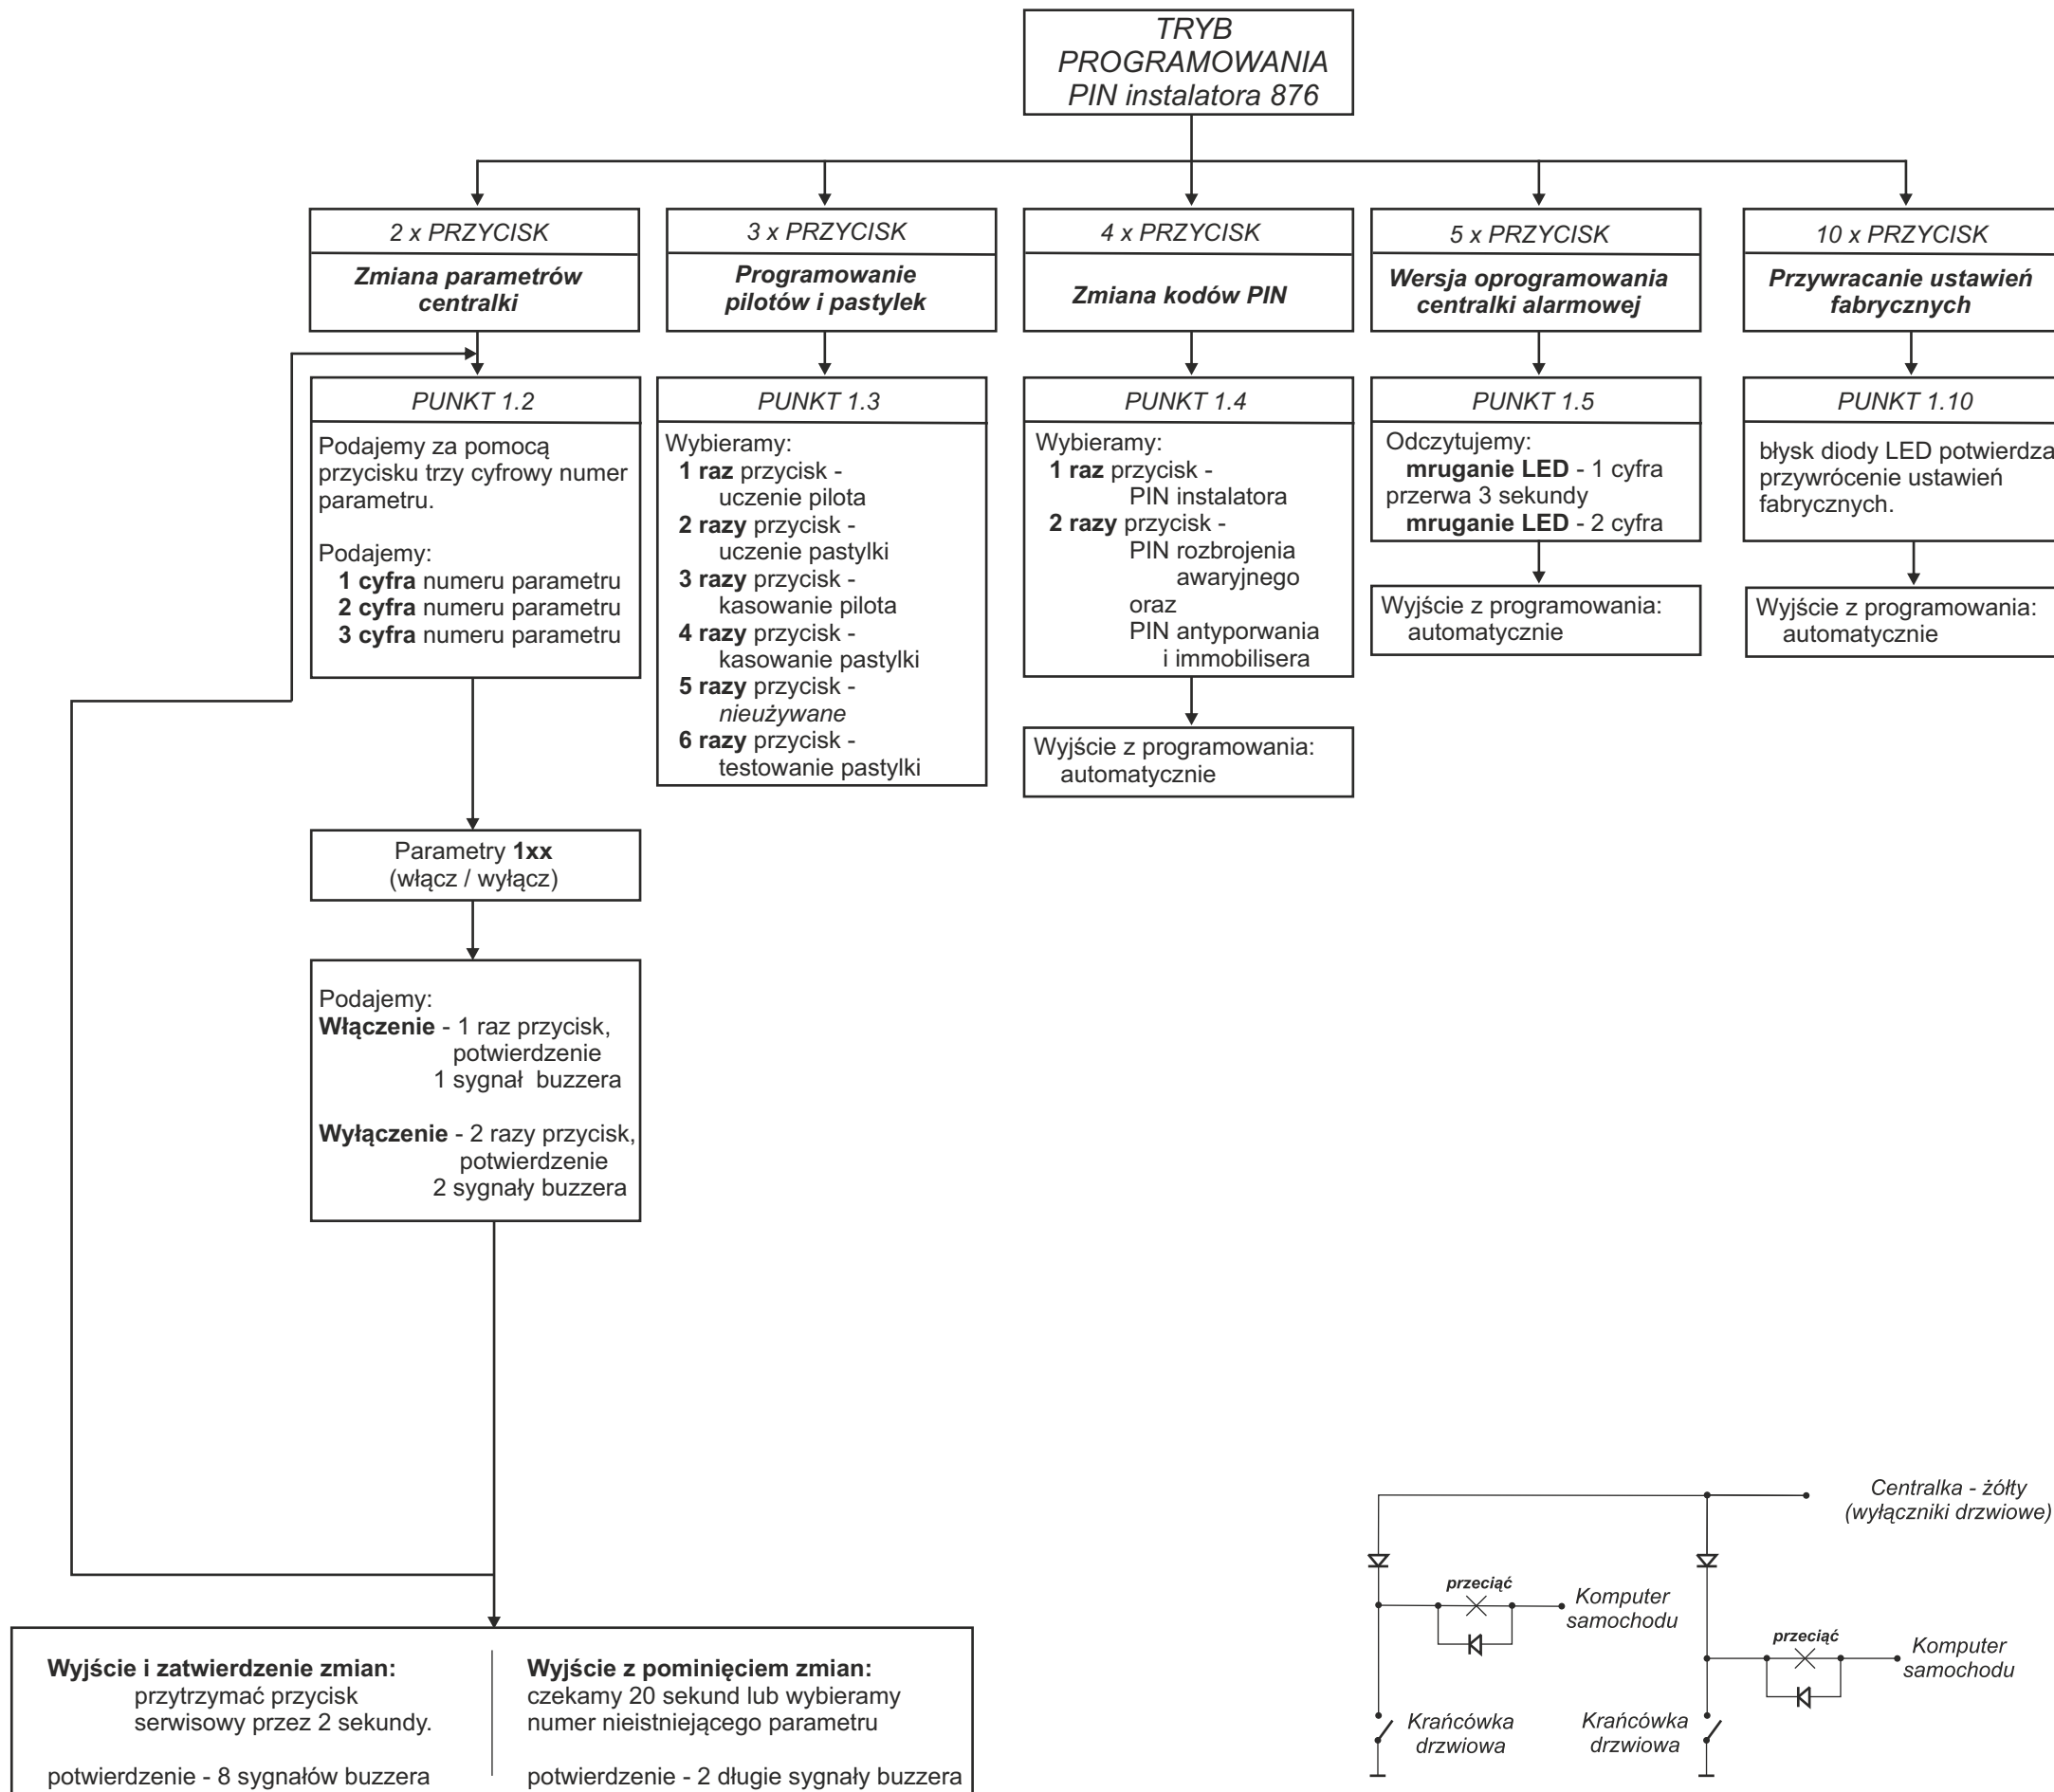 TRYB
PROGRAMOWANIA
PIN instalatora 876
2 x PRZYCISK
Zmiana parametrów
centralki
3 x PRZYCISK
Programowanie
pilotów i pastylek
4 x PRZYCISK
Zmiana kodów PIN
5 x PRZYCISK
Wersja oprogramowania
centralki alarmowej
10 x PRZYCISK
Przywracanie ustawień
fabrycznych
PUNKT 1.2
Podajemy za pomocą
przycisku trzy cyfrowy numer
parametru.
Podajemy:
1 cyfra numeru parametru
2 cyfra numeru parametru
3 cyfra numeru parametru
PUNKT 1.3
Wybieramy:
1 raz przycisk -
uczenie pilota
2 razy przycisk -
uczenie pastylki
3 razy przycisk -
kasowanie pilota
4 razy przycisk -
kasowanie pastylki
5 razy przycisk -
nieużywane
6 razy przycisk -
testowanie pastylki
PUNKT 1.4
Wybieramy:
1 raz przycisk -
PIN instalatora
2 razy przycisk -
PIN rozbrojenia
awaryjnego
oraz
PIN antyporwania
i immobilisera
Wyjście z programowania:
automatycznie
PUNKT 1.5
Odczytujemy:
mruganie LED - 1 cyfra
przerwa 3 sekundy
mruganie LED - 2 cyfra
Wyjście z programowania:
automatycznie
PUNKT 1.10
błysk diody LED potwierdza
przywrócenie ustawień
fabrycznych.
Wyjście z programowania:
automatycznie
Parametry 1xx
(włącz / wyłącz)
Podajemy:
Włączenie - 1 raz przycisk,
potwierdzenie
1 sygnał buzzera
Wyłączenie - 2 razy przycisk,
potwierdzenie
2 sygnały buzzera
Wyjście i zatwierdzenie zmian:
przytrzymać przycisk
serwisowy przez 2 sekundy.
potwierdzenie - 8 sygnałów buzzera
Wyjście z pominięciem zmian:
czekamy 20 sekund lub wybieramy
numer nieistniejącego parametru
potwierdzenie - 2 długie sygnały buzzera
Centralka - żółty
(wyłączniki drzwiowe)
przeciąć
Komputer
samochodu
przeciąć
Komputer
samochodu
Krańcówka
drzwiowa
Krańcówka
drzwiowa